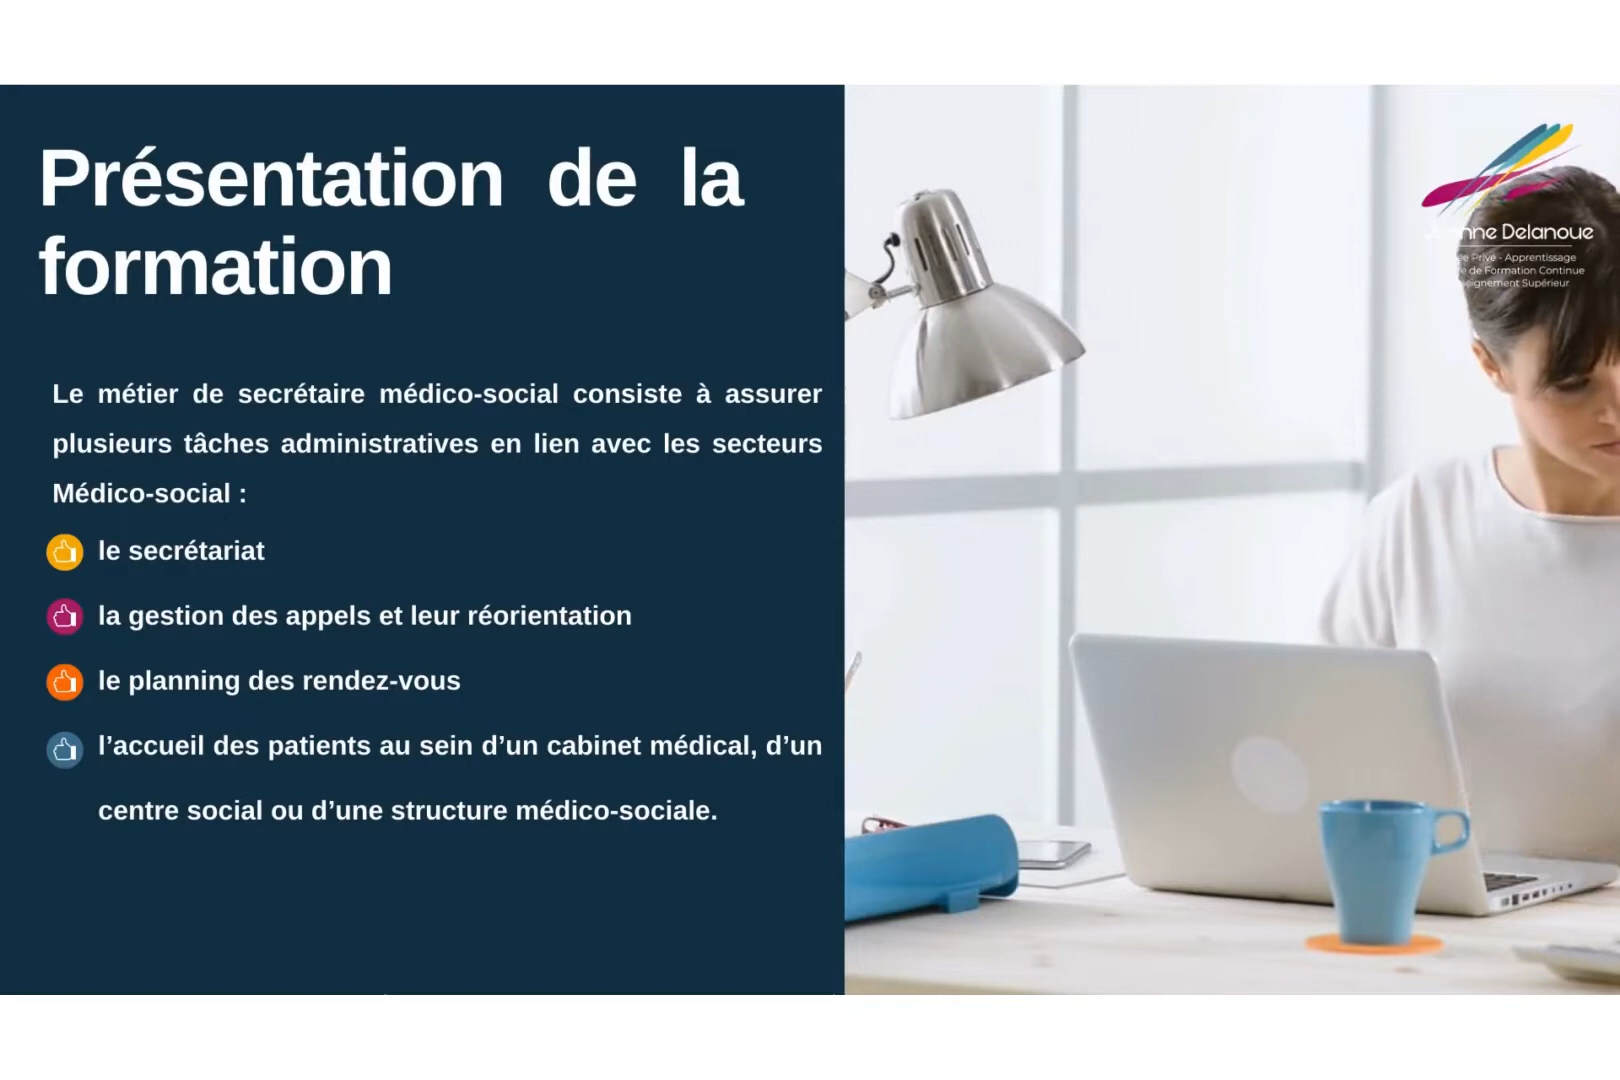 Présentation de la
formation
Le métier de secrétaire médico-social consiste à assurer
plusieurs tâches administratives en lien avec les secteurs
Médico-social :
le secrétariat
la gestion des appels et leur réorientation
le planning des rendez-vous
l’accueil des patients au sein d’un cabinet médical, d’un
centre social ou d’une structure médico-sociale.
Delanoue
Privé - Apprentissage
de Formation Continue
Supérieur